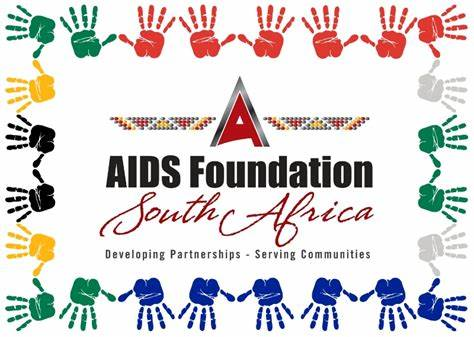 A
AIDS Foundation
South Africa
Developing Partnerships - Serving Communities